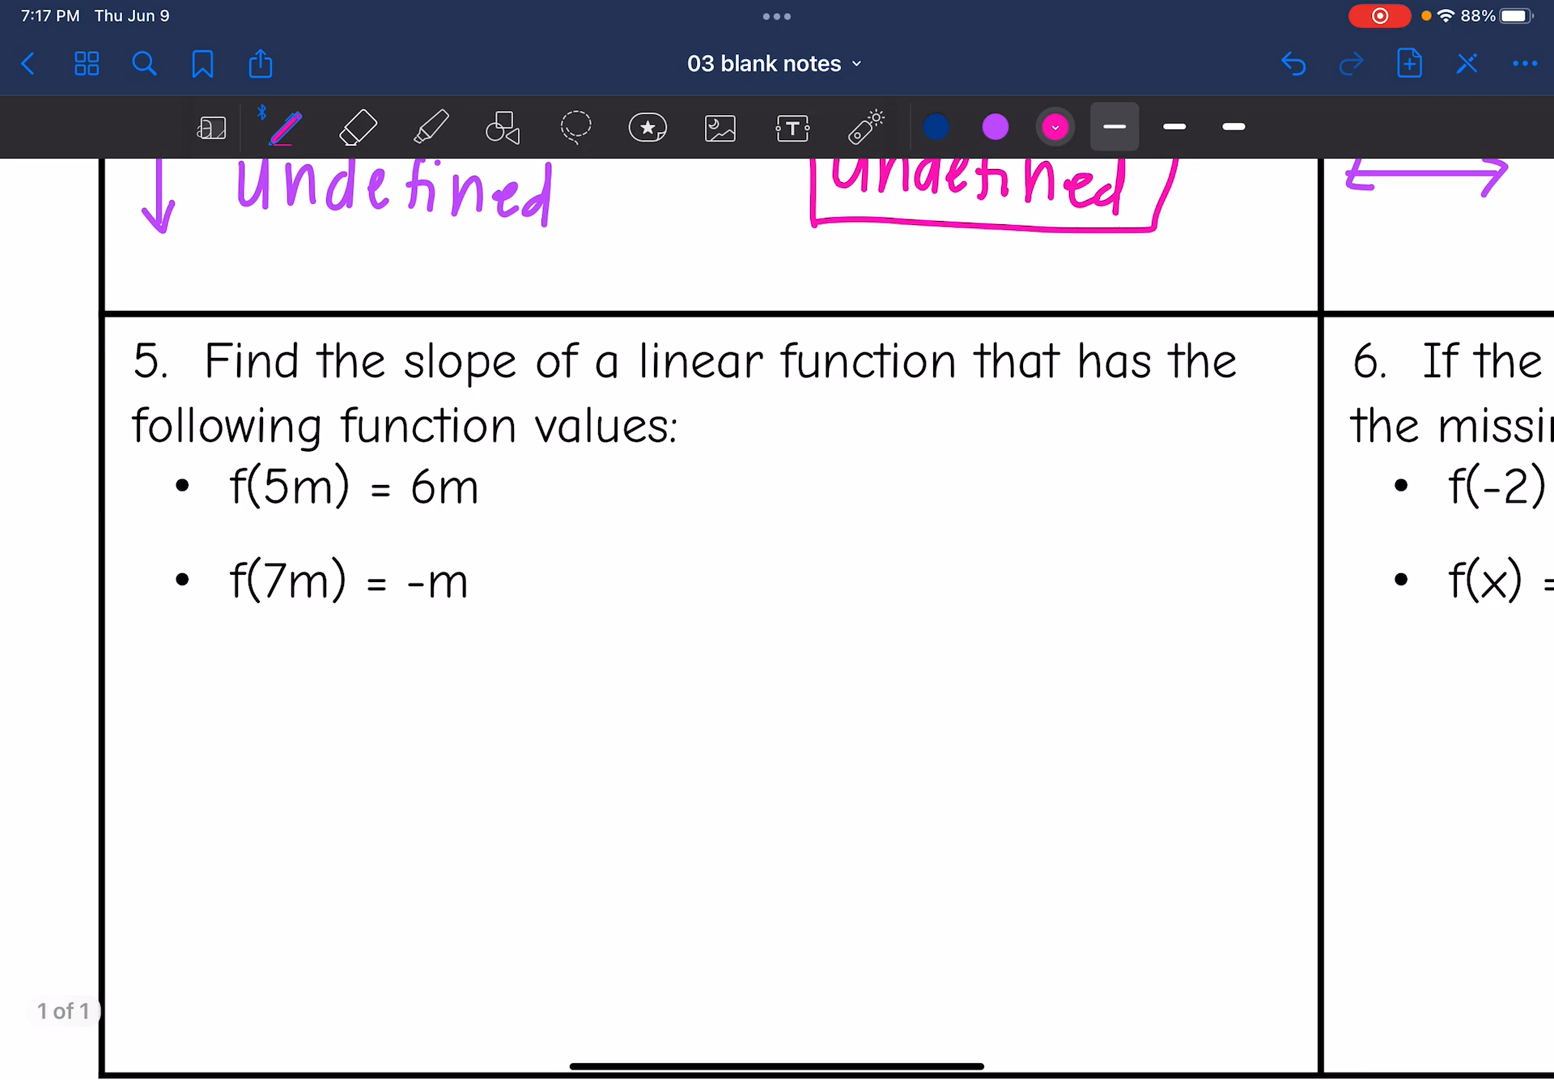 7:17 PM Thu Jun 9
88%
03 blank notes
undefined
undefined
5. Find the slope of a linear function that has the
following function values:
• f(5m) = 6m
• f(7m) = -m
6. If the
the missi
• f(-2)
• f(x) =
1 of 1